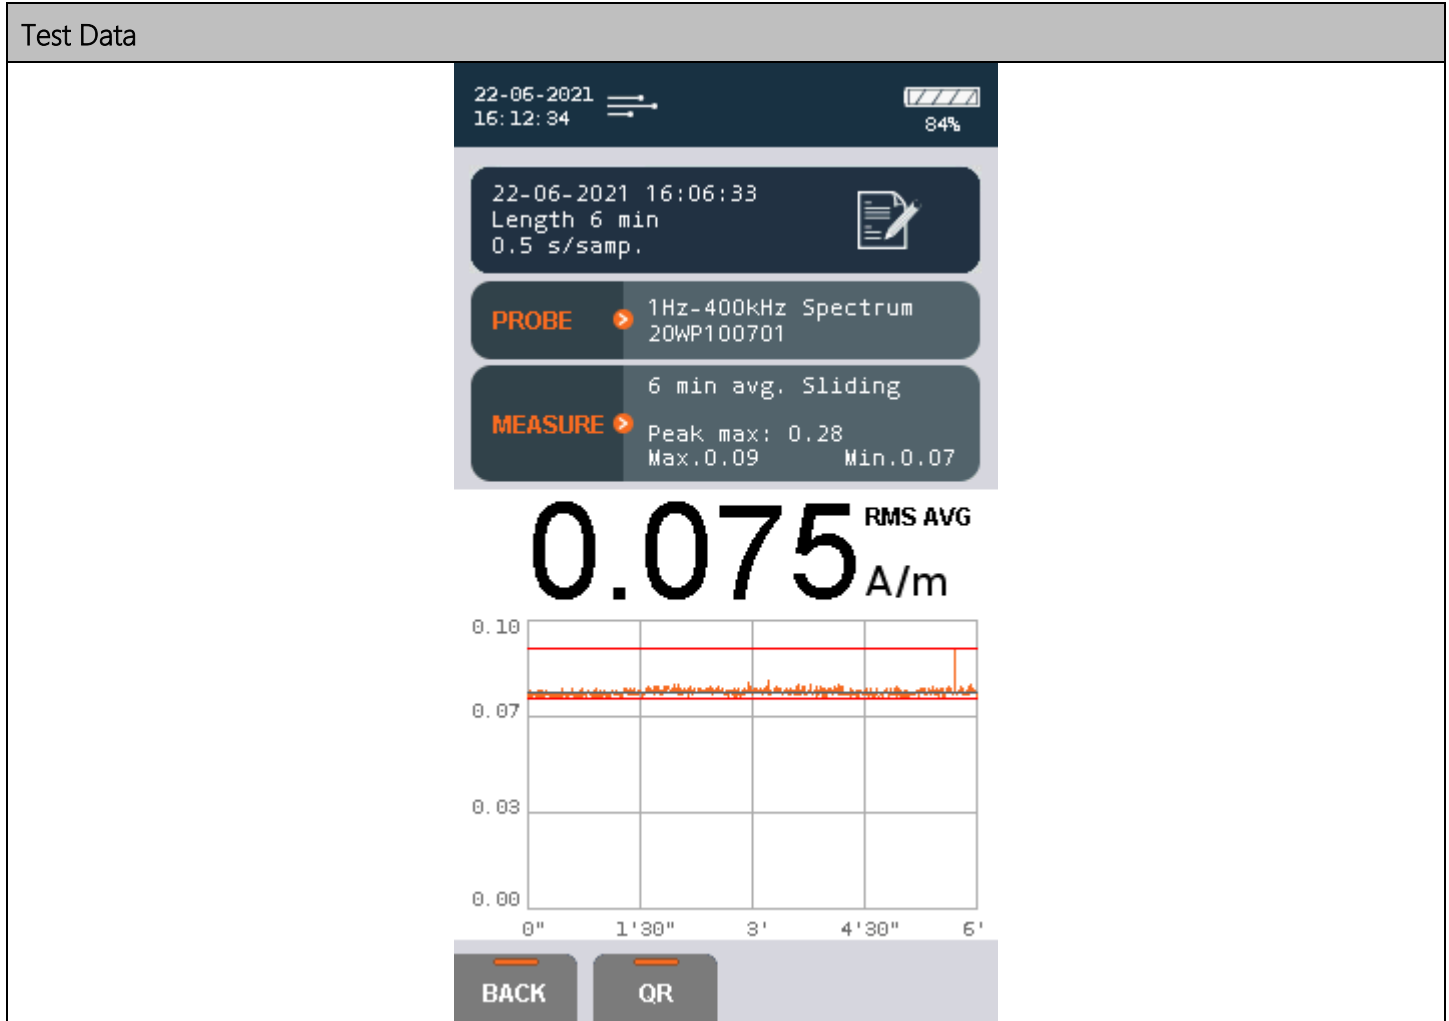 Test Data
22-06-2021
16:12:34
84%
22-06-2021 16:06:33
Length 6 min
0.5 s/samp.
PROBE
1Hz-400kHz Spectrum
20WP100701
MEASURE
6 min avg. Sliding
Peak max: 0.28
Max.0.09 Min.0.07
0.075 RMS AVG
A/m
0.10
0.07
0.03
0.00
0" 1'30" 3' 4'30" 6'
BACK QR